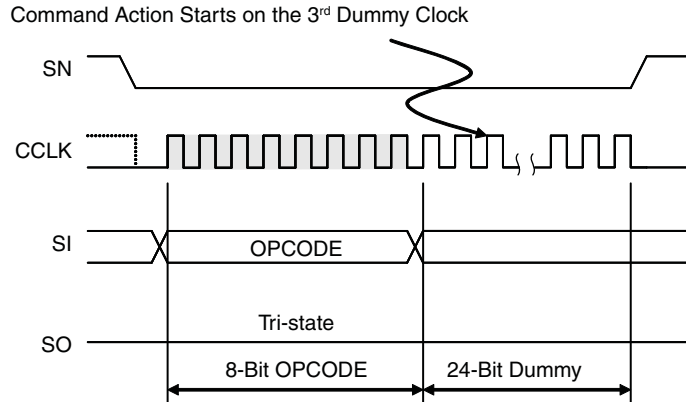 Command Action Starts on the 3rd Dummy Clock
SN
CCLK
SI
OPCODE
Tri-state
SO
8-Bit OPCODE
24-Bit Dummy